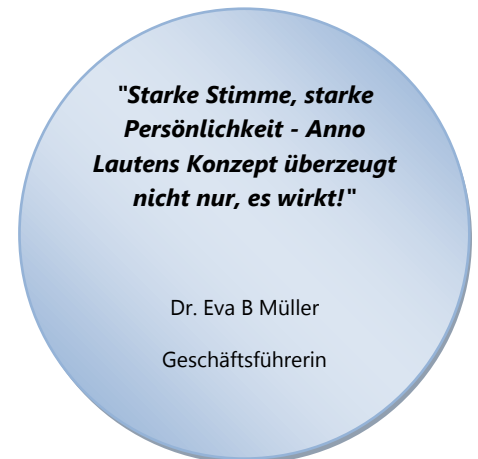 "Starke Stimme, starke
Persönlichkeit - Anno
Lautens Konzept überzeugt
nicht nur, es wirkt!"
Dr. Eva B Müller
Geschäftsführerin